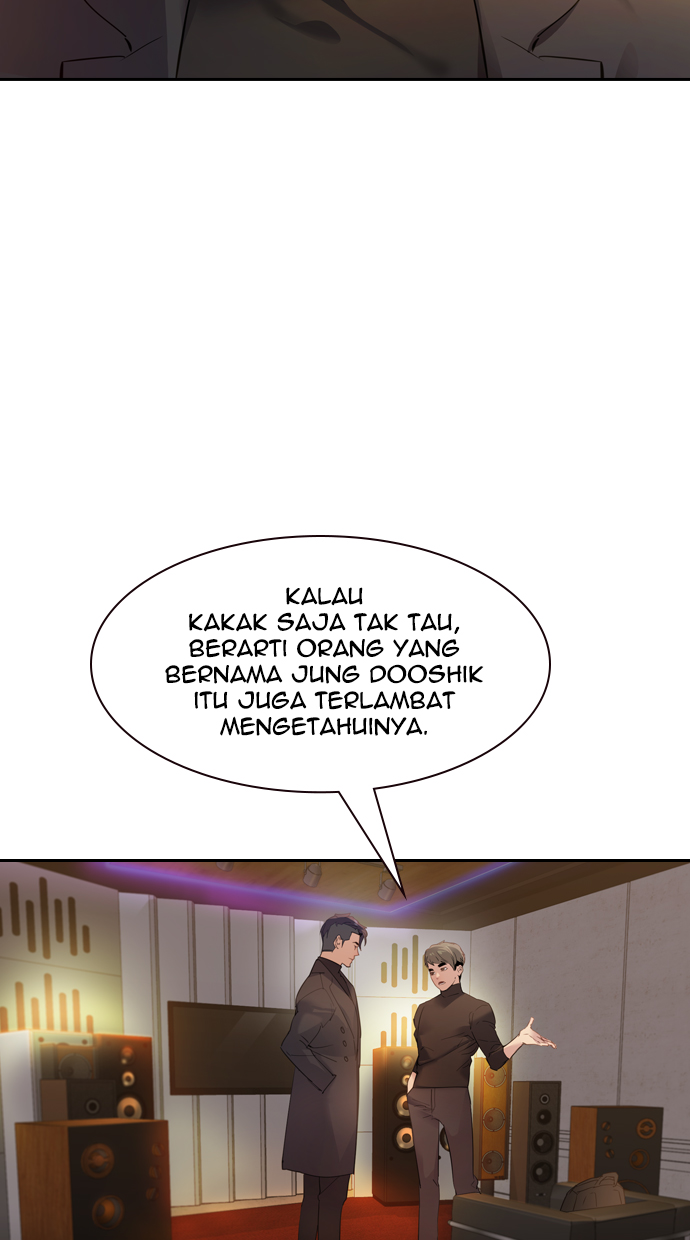 KALAU
KAKAK SAJA TAK TAU,
BERARTI ORANG YANG
BERNAMA JUNG DOOSHIK
ITU JUGA TERLAMBAT
MENGETAHUINYA.